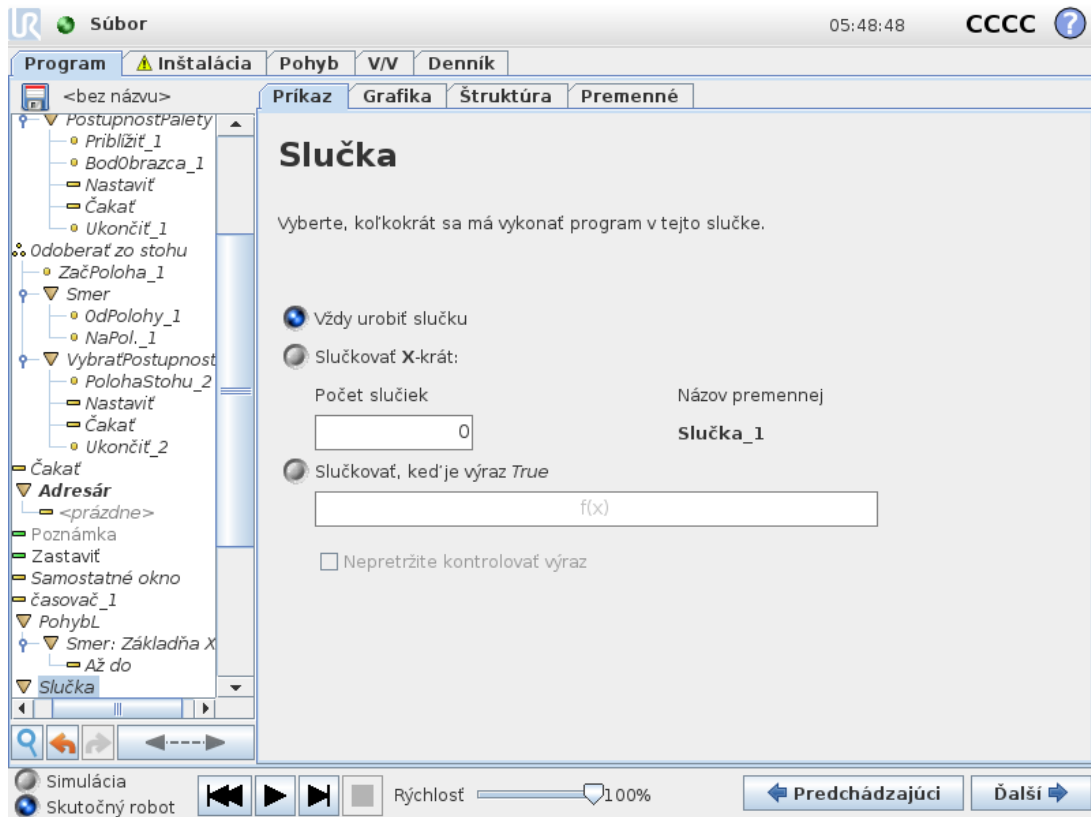 Súbor
05:48:48
CCCC
?
Program
Inštalácia
Pohyb
V/V
Denník
<bez názvu>
Príkaz
Grafika
Štruktúra
Premenné
PostupnosťPalety
Priblížiť_1
BodObrazca_1
Nastaviť
Čakať
Ukončiť_1
Odoberať zo stohu
ZačPoloha_1
Smer
OdPolohy_1
NaPol._1
VybraťPostupnosť
PolohaStohu_2
Nastaviť
Čakať
Ukončiť_2
Čakať
Adresár
<prázdne>
Poznámka
Zastaviť
Samostatné okno
časovač_1
PohybL
Smer: Základňa X
Až do
Slučka
Slučka
Vyberte, koľkokrát sa má vykonať program v tejto slučke.
Vždy urobiť slučku
Slučkovať X-krát:
Počet slučiek
Názov premennej
0
Slučka_1
Slučkovať, keď je výraz True
f(x)
Nepretržite kontrolovať výraz
Simulácia
Skutočný robot
Rýchlosť
100%
Predchádzajúci
Ďalší